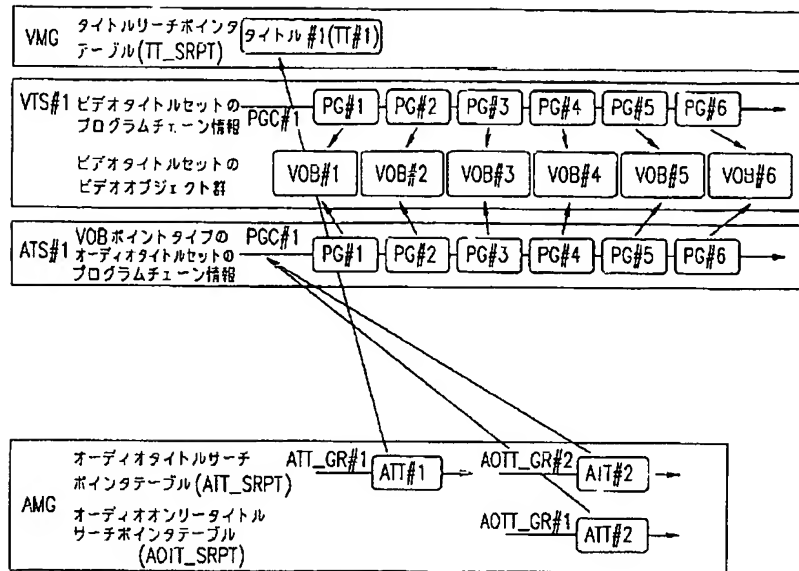 VMG
タイトルリーチポインタ
テーブル(TT_SRPT)
タイトル #1(TT#1)
VTS#1
ビデオタイトルセットの
プログラムチェーン情報
PGC#1
PG#1 PG#2 PG#3 PG#4 PG#5 PG#6
ビデオタイトルセットの
ビデオオブジェクト群
VOB#1 VOB#2 VOB#3 VOB#4 VOB#5 VOB#6
ATS#1
VOBポイントタイプの
オーディオタイトルセットの
プログラムチェーン情報
PGC#1
PG#1 PG#2 PG#3 PG#4 PG#5 PG#6
AMG
オーディオタイトルサーチ
ポインタテーブル(AIT_SRPT)
ATT_GR#1 ATT#1 AOTT_GR#2 AIT#2
オーディオオンリータイトル
サーチポインタテーブル
(AOIT_SRPT)
AOTT_GR#1 ATT#2